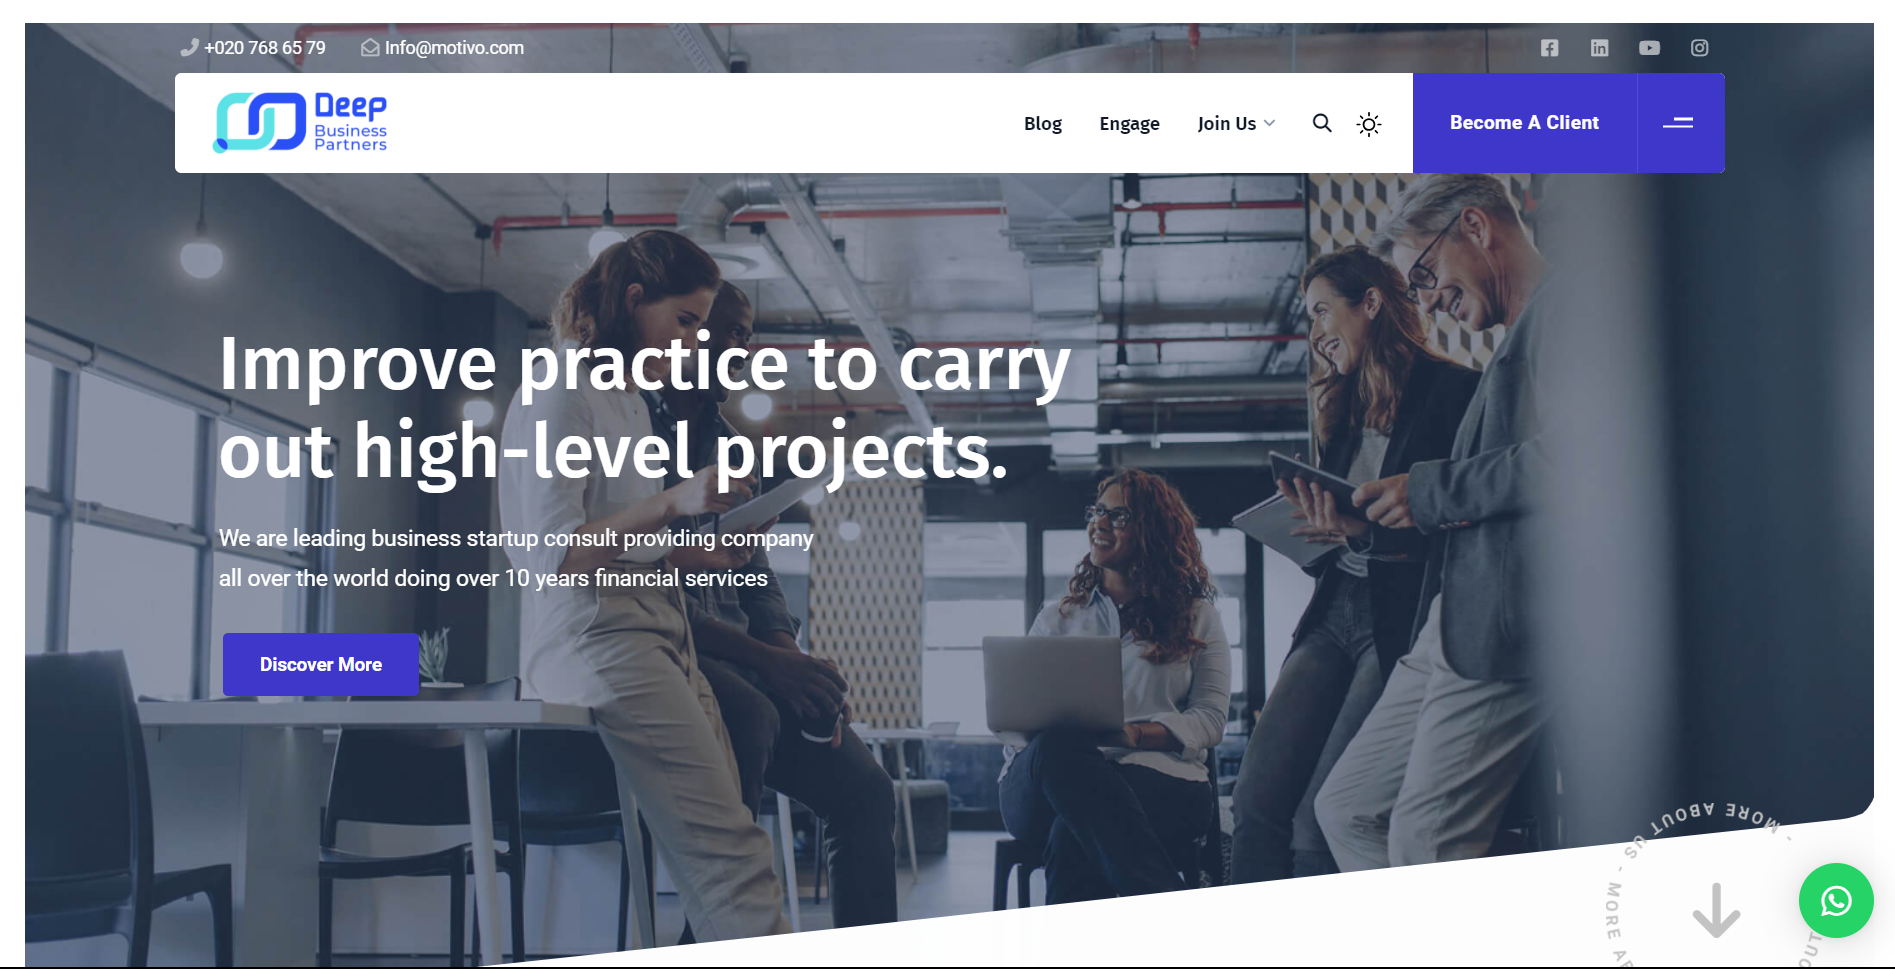 +020 768 65 79 Info@motivo.com
Deep
Business
Partners
Blog Engage Join Us Become A Client
Improve practice to carry
out high-level projects.
We are leading business startup consult providing company
all over the world doing over 10 years financial services
Discover More
- MORE ABOUT US - MORE